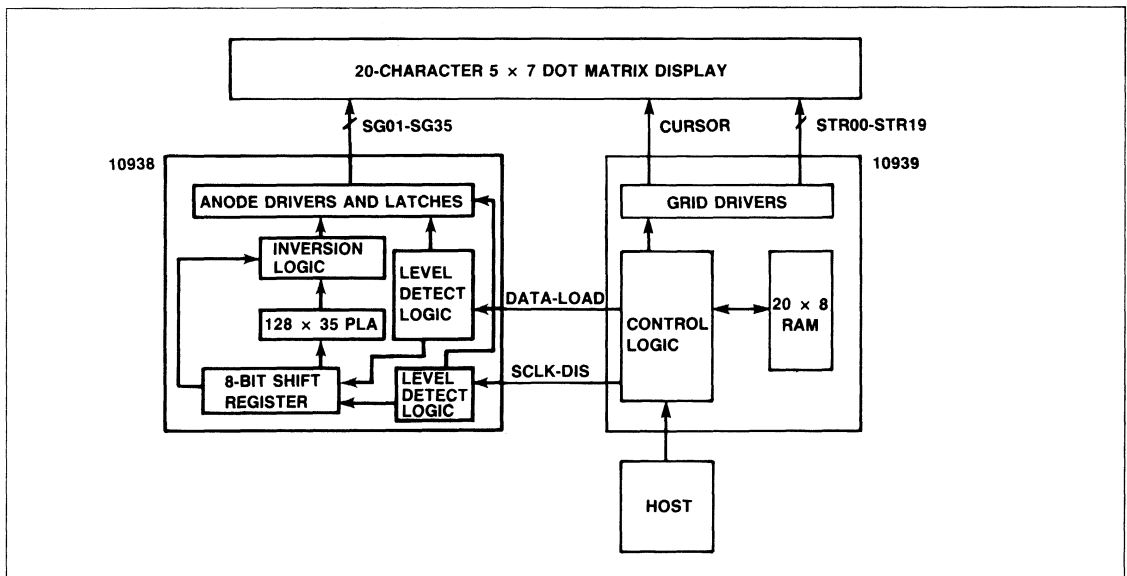 20-CHARACTER 5 × 7 DOT MATRIX DISPLAY
SG01-SG35
CURSOR
STR00-STR19
10938
10939
ANODE DRIVERS AND LATCHES
GRID DRIVERS
INVERSION
LOGIC
LEVEL
DETECT
LOGIC
128 × 35 PLA
8-BIT SHIFT
REGISTER
LEVEL
DETECT
LOGIC
DATA-LOAD
SCLK-DIS
CONTROL
LOGIC
20 × 8
RAM
HOST